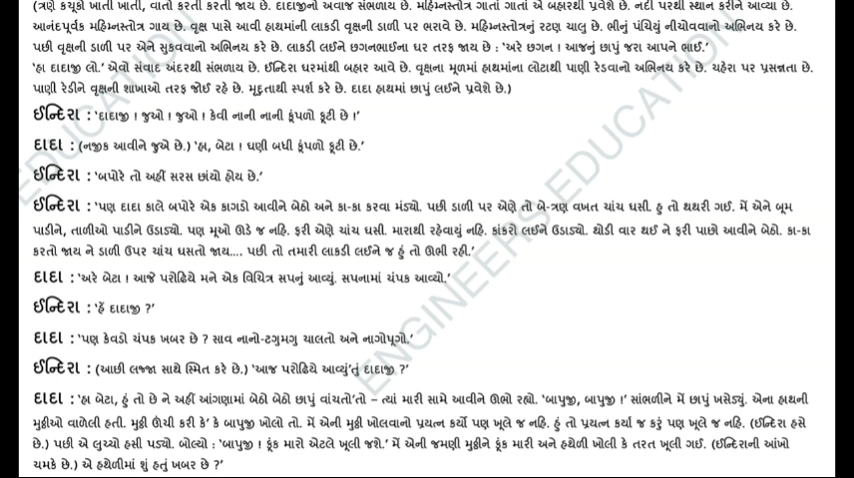 (ત્રણે કચૂકો ખાતી ખાતી, વાતો કરતી કરતી જાય છે. દાદાજીનો અવાજ સંભળાય છે. મહિમ્નસ્તોત્ર ગાતાં ગાતાં એ બહારથી પ્રવેશે છે. નદી પરથી સ્નાન કરીને આવ્યા છે.
આનંદપૂર્વક મહિમ્નસ્તોત્ર ગાય છે. વૃક્ષ પાસે આવી હાથમાંની લાકડી વૃક્ષની ડાળી પર ભરાવે છે. મહિમ્નસ્તોત્રનું રટણ ચાલુ છે. ભીનું પંચિયું નીચોવવાનો અભિનય કરે છે.
પછી વૃક્ષની ડાળી પર એને સુકવવાનો અભિનય કરે છે. લાકડી લઈને છગનભાઈના ઘર તરફ જાય છે : ‘અરે છગન ! આજનું છાપું જરા આપને ભાઈ.’
‘હા દાદાજી લો.’ એવો સંવાદ અંદરથી સંભળાય છે. ઈન્દિરા ઘરમાંથી બહાર આવે છે. વૃક્ષના મૂળમાં હાથમાંના લોટાથી પાણી રેડવાનો અભિનય કરે છે. ચહેરા પર પ્રસન્નતા છે.
પાણી રેડીને વૃક્ષની શાખાઓ તરફ જોઈ રહે છે. મૃદુતાથી સ્પર્શ કરે છે. દાદા હાથમાં છાપું લઈને પ્રવેશે છે.)
ઈન્દિરા : ‘દાદાજી ! જુઓ ! જુઓ ! કેવી નાની નાની કૂંપળો ફૂટી છે !’
દાદા : (નજીક આવીને જુએ છે.) ‘હા, બેટા ! ઘણી બધી કૂંપળો ફૂટી છે.’
ઈન્દિરા : ‘બપોરે તો અહીં સરસ છાંયો હોય છે.’
ઈન્દિરા : ‘પણ દાદા કાલે બપોરે એક કાગડો આવીને બેઠો અને કા-કા કરવા મંડ્યો. પછી ડાળી પર એણે તો બે-ત્રણ વખત ચાંચ ઘસી. હુ તો થથરી ગઈ. મેં એને બૂમ
પાડીને, તાળીઓ પાડીને ઉડાડ્યો. પણ મૂઓ ઊડે જ નહિ. ફરી એણે ચાંચ ઘસી. મારાથી રહેવાયું નહિ. કાંકરો લઈને ઉડાડ્યો. થોડી વાર થઈ ને ફરી પાછો આવીને બેઠો. કા-કા
કરતો જાય ને ડાળી ઉપર ચાંચ ઘસતો જાય.... પછી તો તમારી લાકડી લઈને જ હું તો ઊભી રહી.’
દાદા : ‘અરે બેટા ! આજે પરોઢિયે મને એક વિચિત્ર સપનું આવ્યું. સપનામાં ચંપક આવ્યો.’
ઈન્દિરા : ‘હેં દાદાજી ?’
દાદા : ‘પણ કેવડો ચંપક ખબર છે ? સાવ નાનો-ટગુમગુ ચાલતો અને નાગોપૂગો.’
ઈન્દિરા : (આછી લજ્જા સાથે સ્મિત કરે છે.) ‘આજ પરોઢિયે આવ્યું’તું દાદાજી ?’
દાદા : ‘હા બેટા, હું તો છે ને અહીં આંગણામાં બેઠો બેઠો છાપું વાંચતો’તો – ત્યાં મારી સામે આવીને ઊભો રહ્યો. ‘બાપુજી, બાપુજી !’ સાંભળીને મેં છાપું ખસેડ્યું. એના હાથની
મુઠ્ઠીઓ વાળેલી હતી. મુઠ્ઠી ઊંચી કરી કે’ કે બાપુજી ખોલો તો. મેં એની મુઠ્ઠી ખોલવાનો પ્રયત્ન કર્યો પણ ખૂલે જ નહિ. હું તો પ્રયત્ન કર્યા જ કરું પણ ખૂલે જ નહિ. (ઈન્દિરા હસે
છે.) પછી એ લુચ્ચો હસી પડ્યો. બોલ્યો : ‘બાપુજી ! ફૂંક મારો એટલે ખૂલી જશે.’ મેં એની જમણી મુઠ્ઠીને ફૂંક મારી અને હથેળી ખોલી કે તરત ખૂલી ગઈ. (ઈન્દિરાની આંખો
ચમકે છે.) એ હથેળીમાં શું હતું ખબર છે ?’
ENGINEERS EDUCATION
EDUCATION